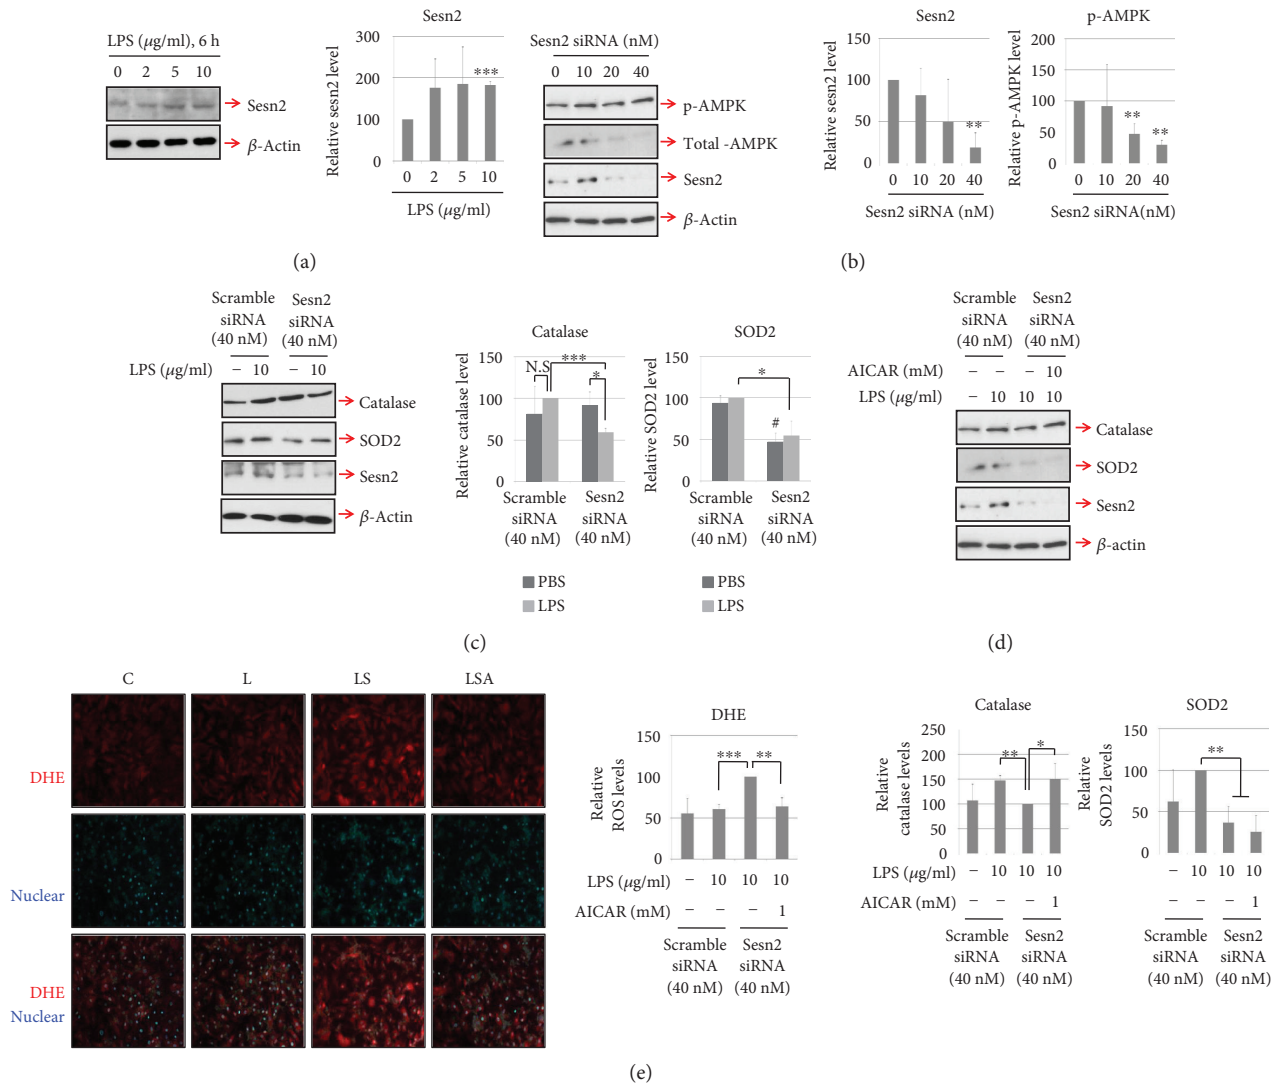 LPS (μg/ml), 6 h
0 2 5 10
Sesn2
β-Actin
Sesn2
Relative sesn2 level
300
200
100
0
***
0 2 5 10
LPS (μg/ml)
(a)
Sesn2 siRNA (nM)
0 10 20 40
p-AMPK
Total -AMPK
Sesn2
β-Actin
Sesn2
Relative sesn2 level
150
100
50
0
**
0 10 20 40
Sesn2 siRNA (nM)
p-AMPK
Relative p-AMPK level
200
150
100
50
0
**
**
0 10 20 40
Sesn2 siRNA(nM)
(b)
Scramble
siRNA
(40 nM)
Sesn2
siRNA
(40 nM)
LPS (μg/ml) – 10 – 10
Catalase
SOD2
Sesn2
β-Actin
Catalase
Relative catalase level
150
100
50
0
N.S
***
*
Scramble
siRNA
(40 nM)
Sesn2
siRNA
(40 nM)
PBS
LPS
SOD2
Relative SOD2 level
150
100
50
0
*
#
Scramble
siRNA
(40 nM)
Sesn2
siRNA
(40 nM)
PBS
LPS
(c)
Scramble
siRNA
(40 nM)
Sesn2
siRNA
(40 nM)
AICAR (mM) – – – 10
LPS (μg/ml) – 10 10 10
Catalase
SOD2
Sesn2
β-actin
(d)
C L LS LSA
DHE
Nuclear
DHE
Nuclear
DHE
Relative
ROS levels
150
100
50
0
***
**
LPS (μg/ml) – 10 10 10
AICAR (mM) – – – 1
Scramble
siRNA
(40 nM)
Sesn2
siRNA
(40 nM)
Catalase
Relative
catalase levels
250
200
150
100
50
0
**
*
LPS (μg/ml) – 10 10 10
AICAR (mM) – – – 1
Scramble
siRNA
(40 nM)
Sesn2
siRNA
(40 nM)
SOD2
Relative
SOD2 levels
150
100
50
0
**
– 10 10 10
– – – 1
Scramble
siRNA
(40 nM)
Sesn2
siRNA
(40 nM)
(e)